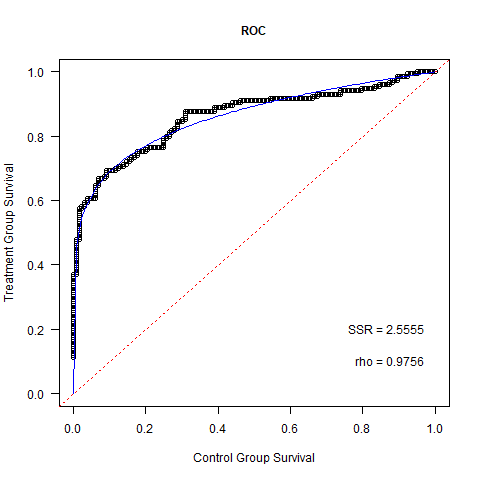 ROC
Treatment Group Survival
1.0
0.8
0.6
0.4
0.2
0.0
SSR = 2.5555
rho = 0.9756
0.0 0.2 0.4 0.6 0.8 1.0
Control Group Survival